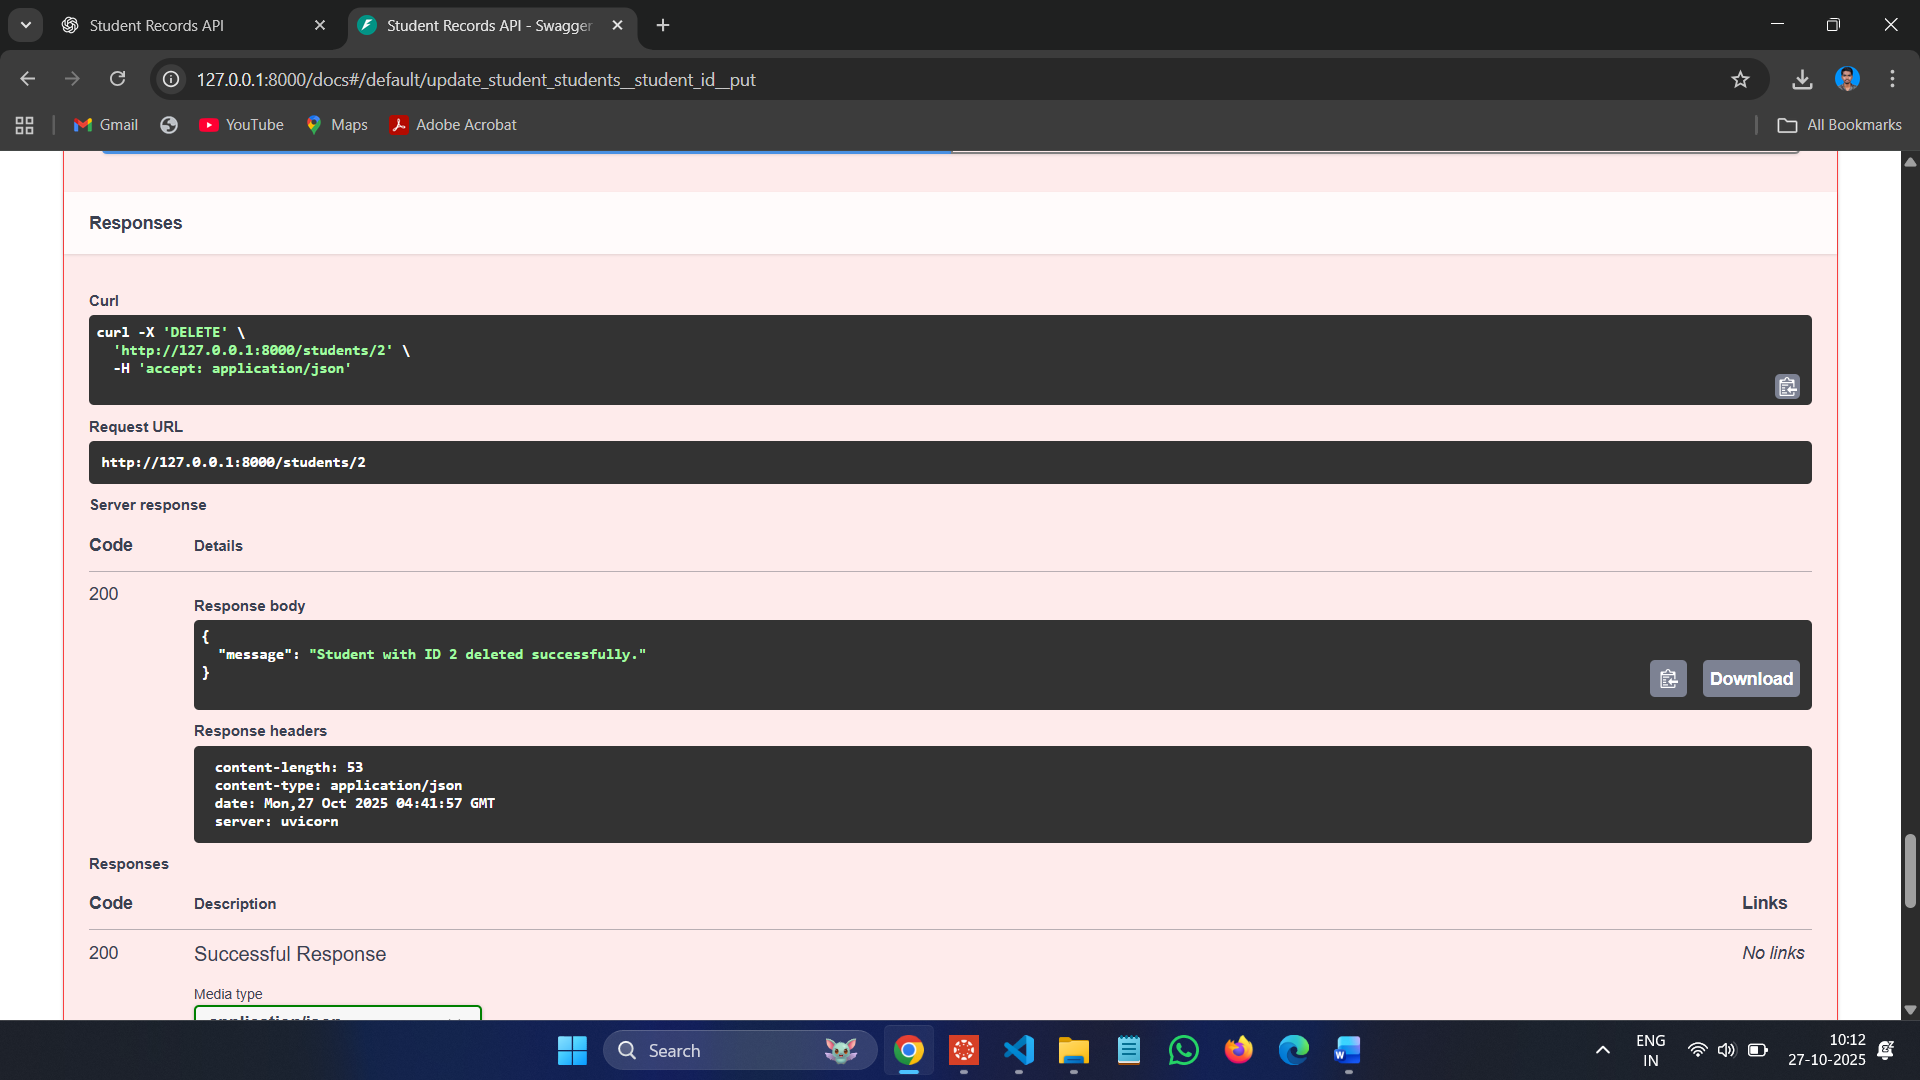 Student Records API
Student Records API - Swagger
127.0.0.1:8000/docs#/default/update_student_students__student_id__put
Gmail
YouTube
Maps
Adobe Acrobat
All Bookmarks
Responses
Curl
curl -X 'DELETE' \
'http://127.0.0.1:8000/students/2' \
-H 'accept: application/json'
Request URL
http://127.0.0.1:8000/students/2
Server response
Code Details
200
Response body
{
"message": "Student with ID 2 deleted successfully."
}
Download
Response headers
content-length: 53
content-type: application/json
date: Mon,27 Oct 2025 04:41:57 GMT
server: uvicorn
Responses
Code Description Links
200 Successful Response No links
Media type
application/json
Search
ENG
IN
10:12
27-10-2025